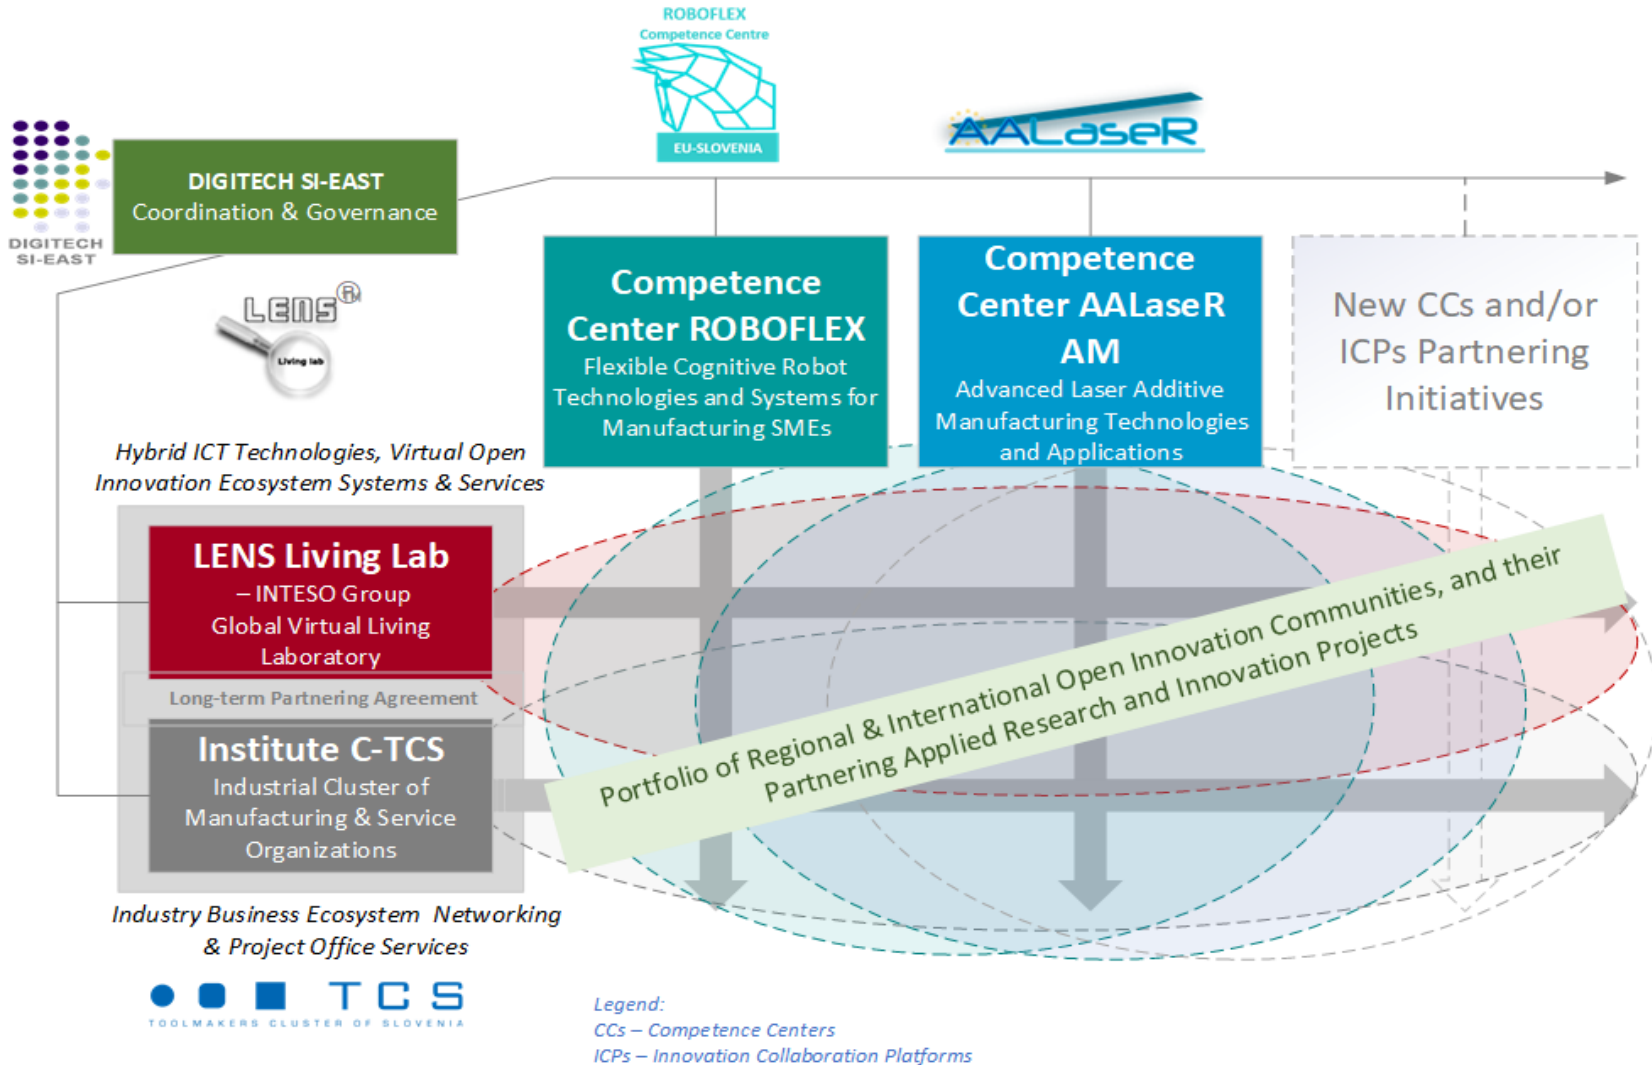 ROBOFLEX
Competence Centre
EU-SLOVENIA
AALaseR
DIGITECH
SI-EAST
DIGITECH SI-EAST
Coordination & Governance
LENS
Living lab
Competence
Center ROBOFLEX
Flexible Cognitive Robot
Technologies and Systems for
Manufacturing SMEs
Competence
Center AALaseR
AM
Advanced Laser Additive
Manufacturing Technologies
and Applications
New CCs and/or
ICPs Partnering
Initiatives
Hybrid ICT Technologies, Virtual Open
Innovation Ecosystem Systems & Services
LENS Living Lab
– INTESO Group
Global Virtual Living
Laboratory
Long-term Partnering Agreement
Institute C-TCS
Industrial Cluster of
Manufacturing & Service
Organizations
Portfolio of Regional & International Open Innovation Communities, and their
Partnering Applied Research and Innovation Projects
Industry Business Ecosystem Networking
& Project Office Services
TCS
TOOLMAKERS CLUSTER OF SLOVENIA
Legend:
CCs – Competence Centers
ICPs – Innovation Collaboration Platforms